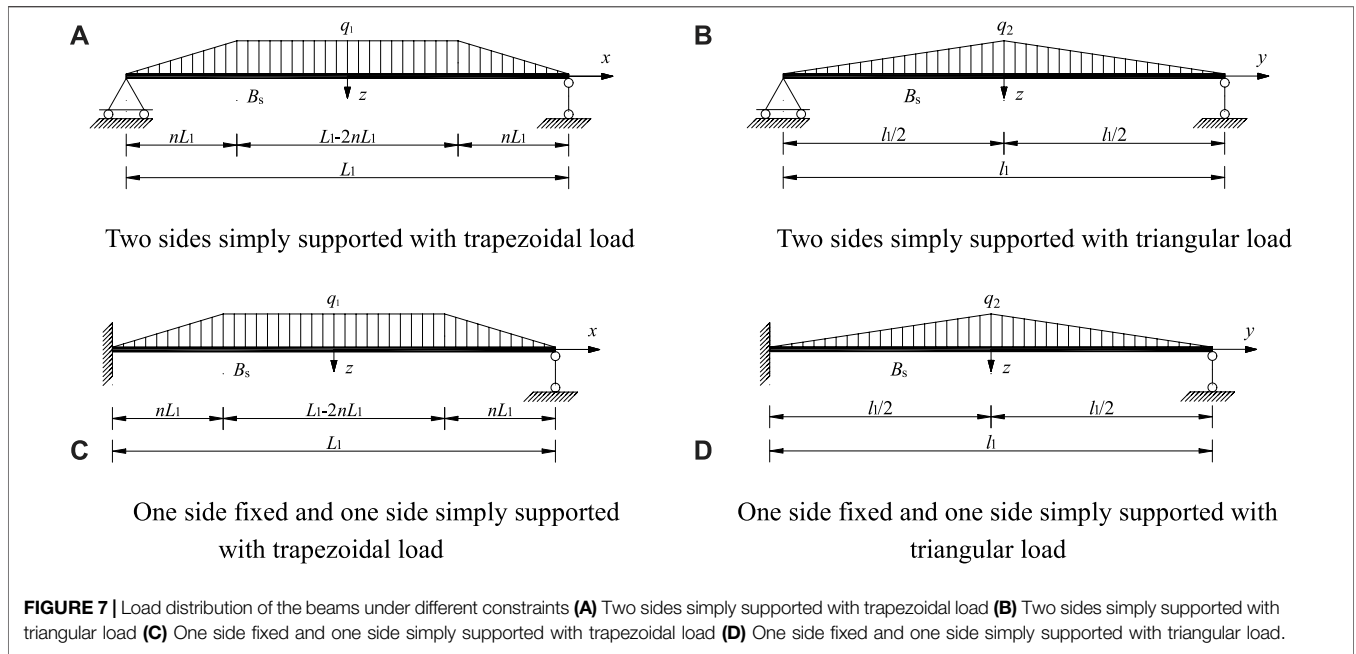 A
q₁
x
Bs
z
nL₁
L₁-2nL₁
nL₁
L₁
Two sides simply supported with trapezoidal load
B
q₂
y
Bs
z
l₁/2
l₁/2
l₁
Two sides simply supported with triangular load
q₁
x
Bs
z
nL₁
L₁-2nL₁
nL₁
C
L₁
One side fixed and one side simply supported
with trapezoidal load
q₂
y
Bs
z
l₁/2
l₁/2
D
l₁
One side fixed and one side simply supported with
triangular load
FIGURE 7 | Load distribution of the beams under different constraints (A) Two sides simply supported with trapezoidal load (B) Two sides simply supported with
triangular load (C) One side fixed and one side simply supported with trapezoidal load (D) One side fixed and one side simply supported with triangular load.